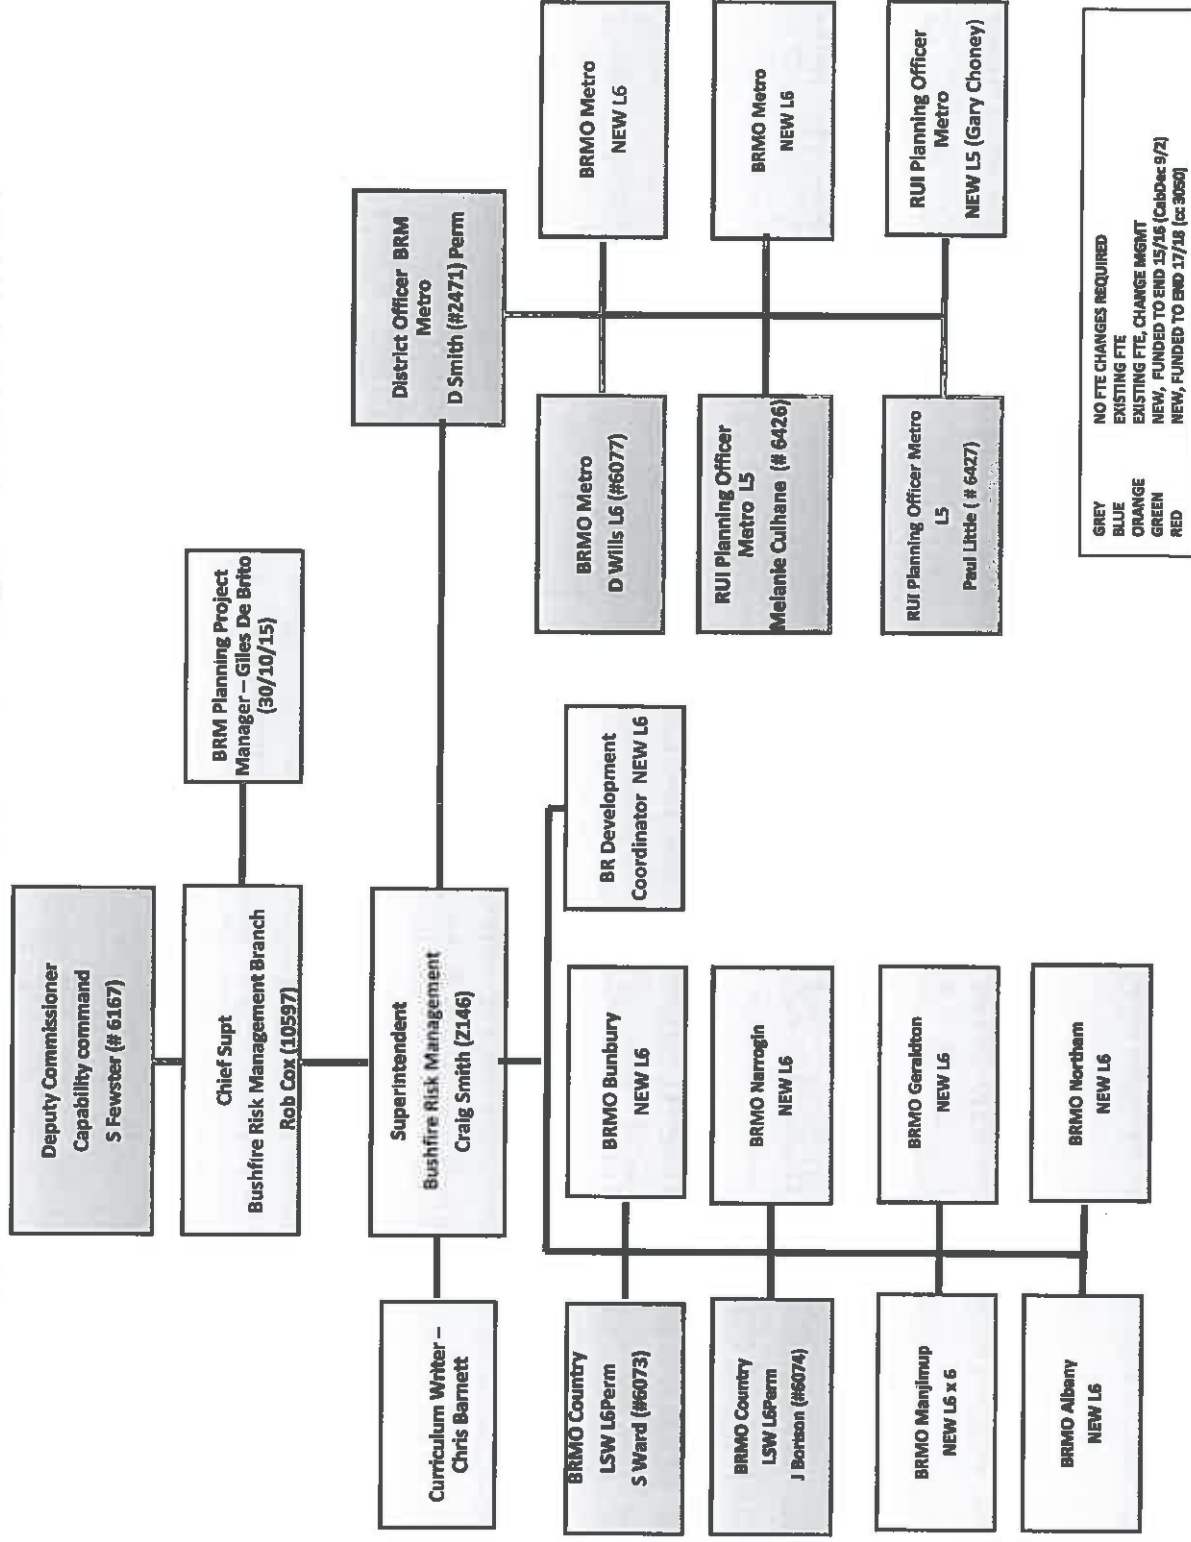 Deputy Commissioner
Capability command
S Fewster (# 6167)
Chief Supt
Bushfire Risk Management Branch
Rob Cox (10597)
BRM Planning Project
Manager – Giles De Brito
(30/10/15)
Superintendent
Bushfire Risk Management
Craig Smith (2146)
Curriculum Writer –
Chris Barnett
District Officer BRM
Metro
D Smith (#2471) Perm
BRMO Country
LSW L6Perm
S Ward (#6073)
BRMO Bunbury
NEW L6
BR Development
Coordinator NEW L6
BRMO Metro
D Wills L6 (#6077)
BRMO Metro
NEW L6
BRMO Country
LSW L6Perm
J Borison (#6074)
BRMO Narrogin
NEW L6
RUI Planning Officer
Metro L5
Melanie Culhane (# 6426)
BRMO Metro
NEW L6
BRMO Manjimup
NEW L6 x 6
BRMO Geraldton
NEW L6
RUI Planning Officer Metro
L5
Paul Little ( # 6427)
RUI Planning Officer
Metro
NEW L5 (Gary Choney)
BRMO Albany
NEW L6
BRMO Northam
NEW L6
GREY NO FTE CHANGES REQUIRED
BLUE EXISTING FTE
ORANGE EXISTING FTE, CHANGE MGMT
GREEN NEW, FUNDED TO END 15/16 (CabDec 9/2)
RED NEW, FUNDED TO END 17/18 (cc 3050)